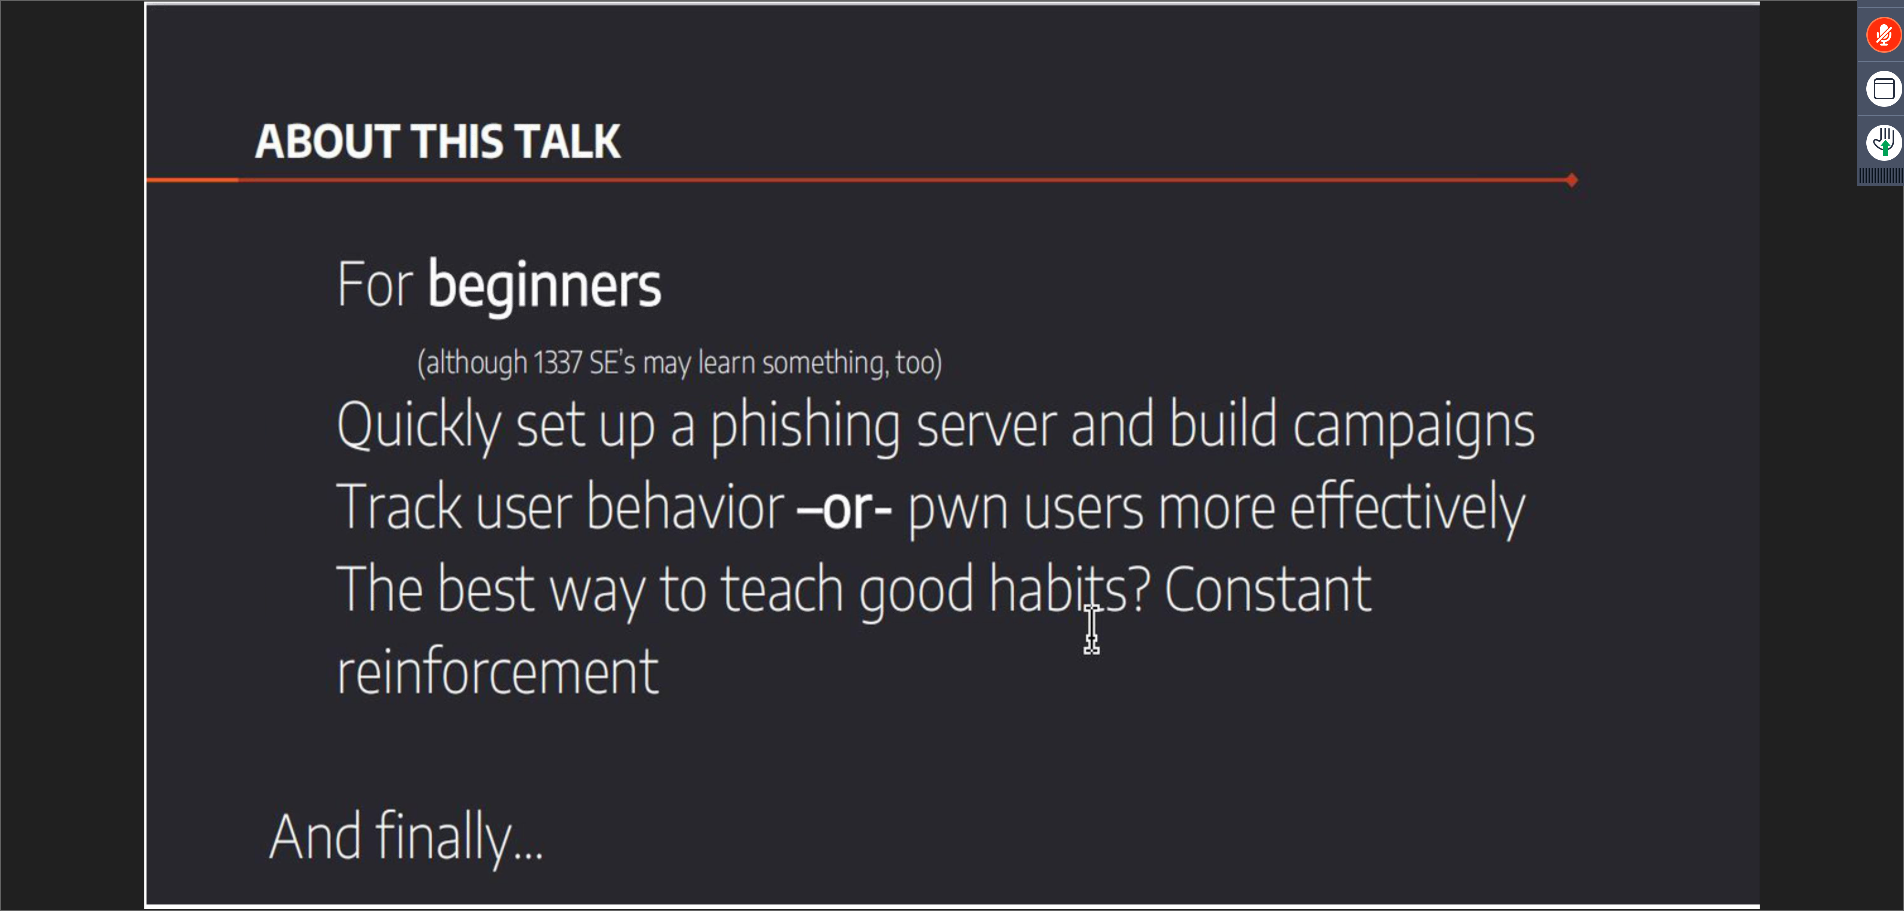 ABOUT THIS TALK
For beginners
(although 1337 SE's may learn something, too)
Quickly set up a phishing server and build campaigns
Track user behavior –or- pwn users more effectively
The best way to teach good habits? Constant
reinforcement
And finally...